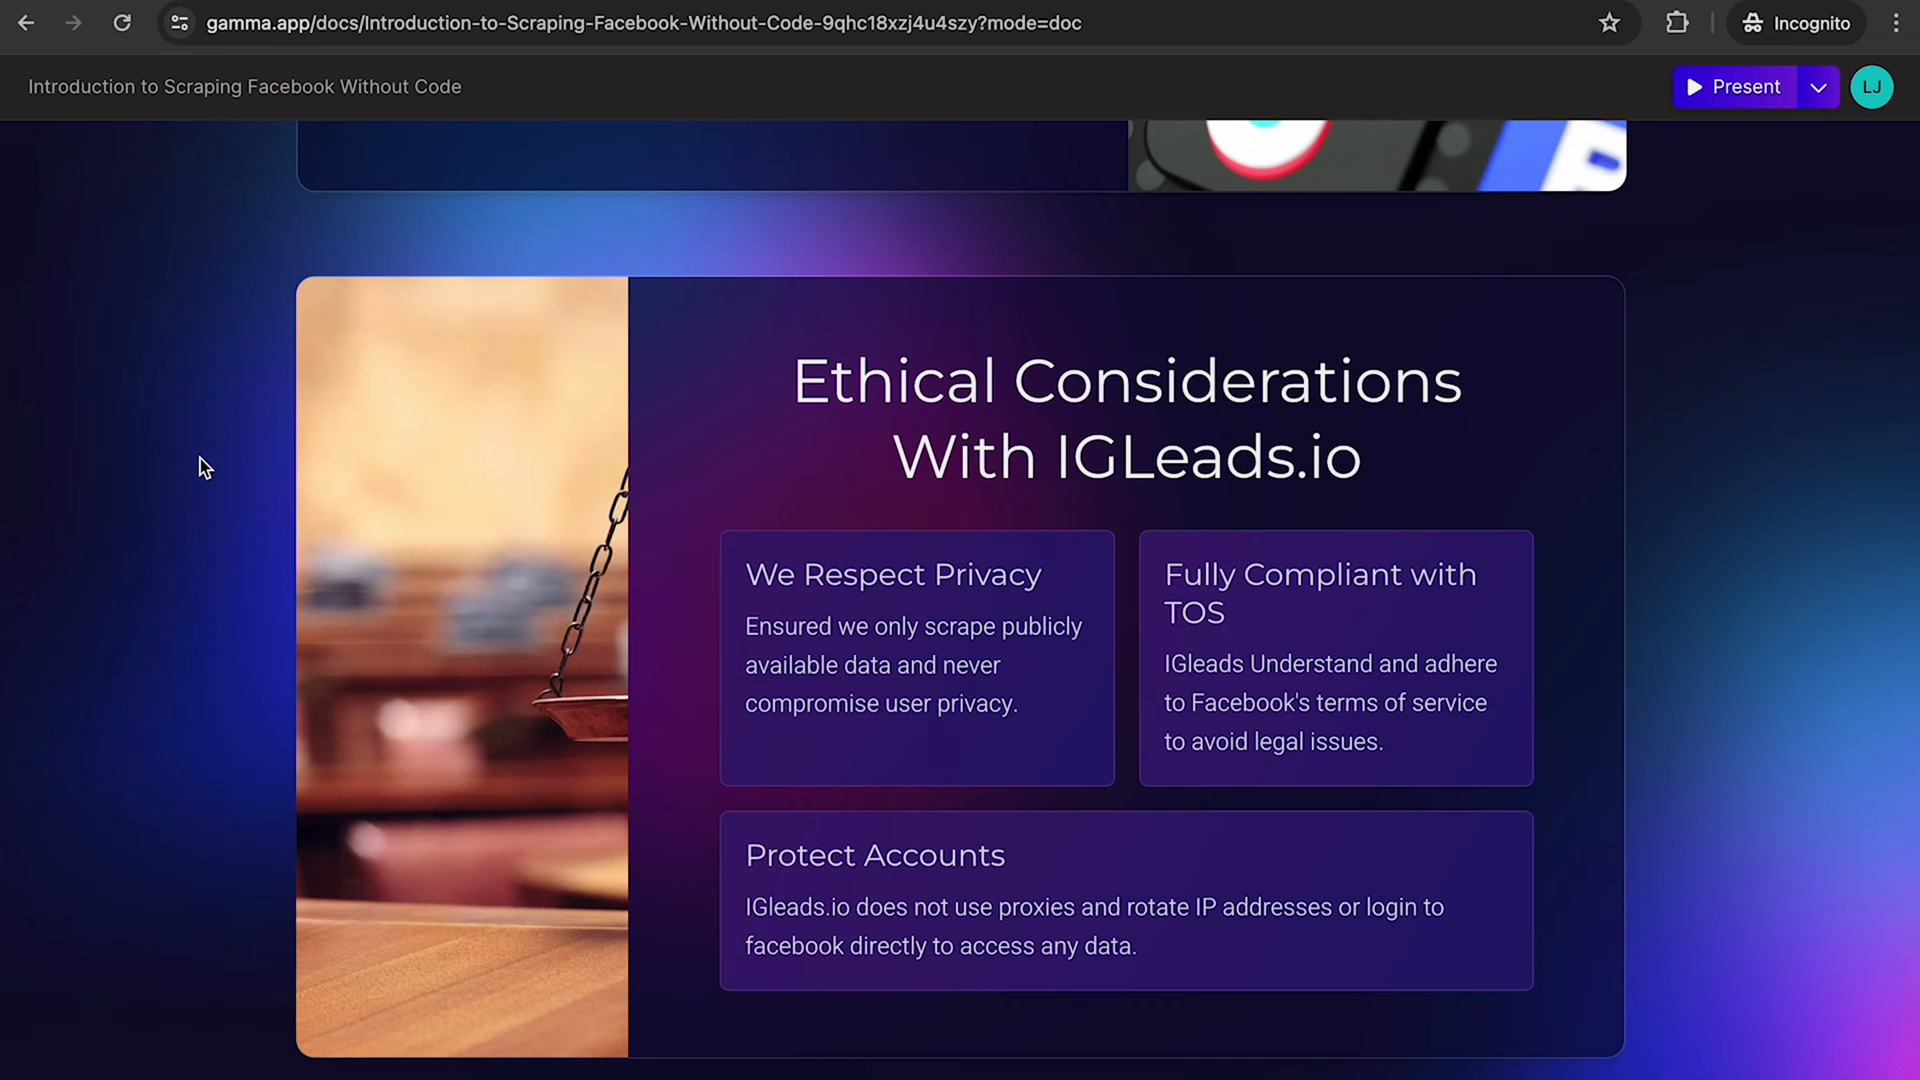 gamma.app/docs/Introduction-to-Scraping-Facebook-Without-Code-9qhc18xzj4u4szy?mode=doc
Incognito
Introduction to Scraping Facebook Without Code
Present
LJ
Ethical Considerations
With IGLeads.io
We Respect Privacy
Ensured we only scrape publicly
available data and never
compromise user privacy.
Fully Compliant with
TOS
IGleads Understand and adhere
to Facebook's terms of service
to avoid legal issues.
Protect Accounts
IGleads.io does not use proxies and rotate IP addresses or login to
facebook directly to access any data.